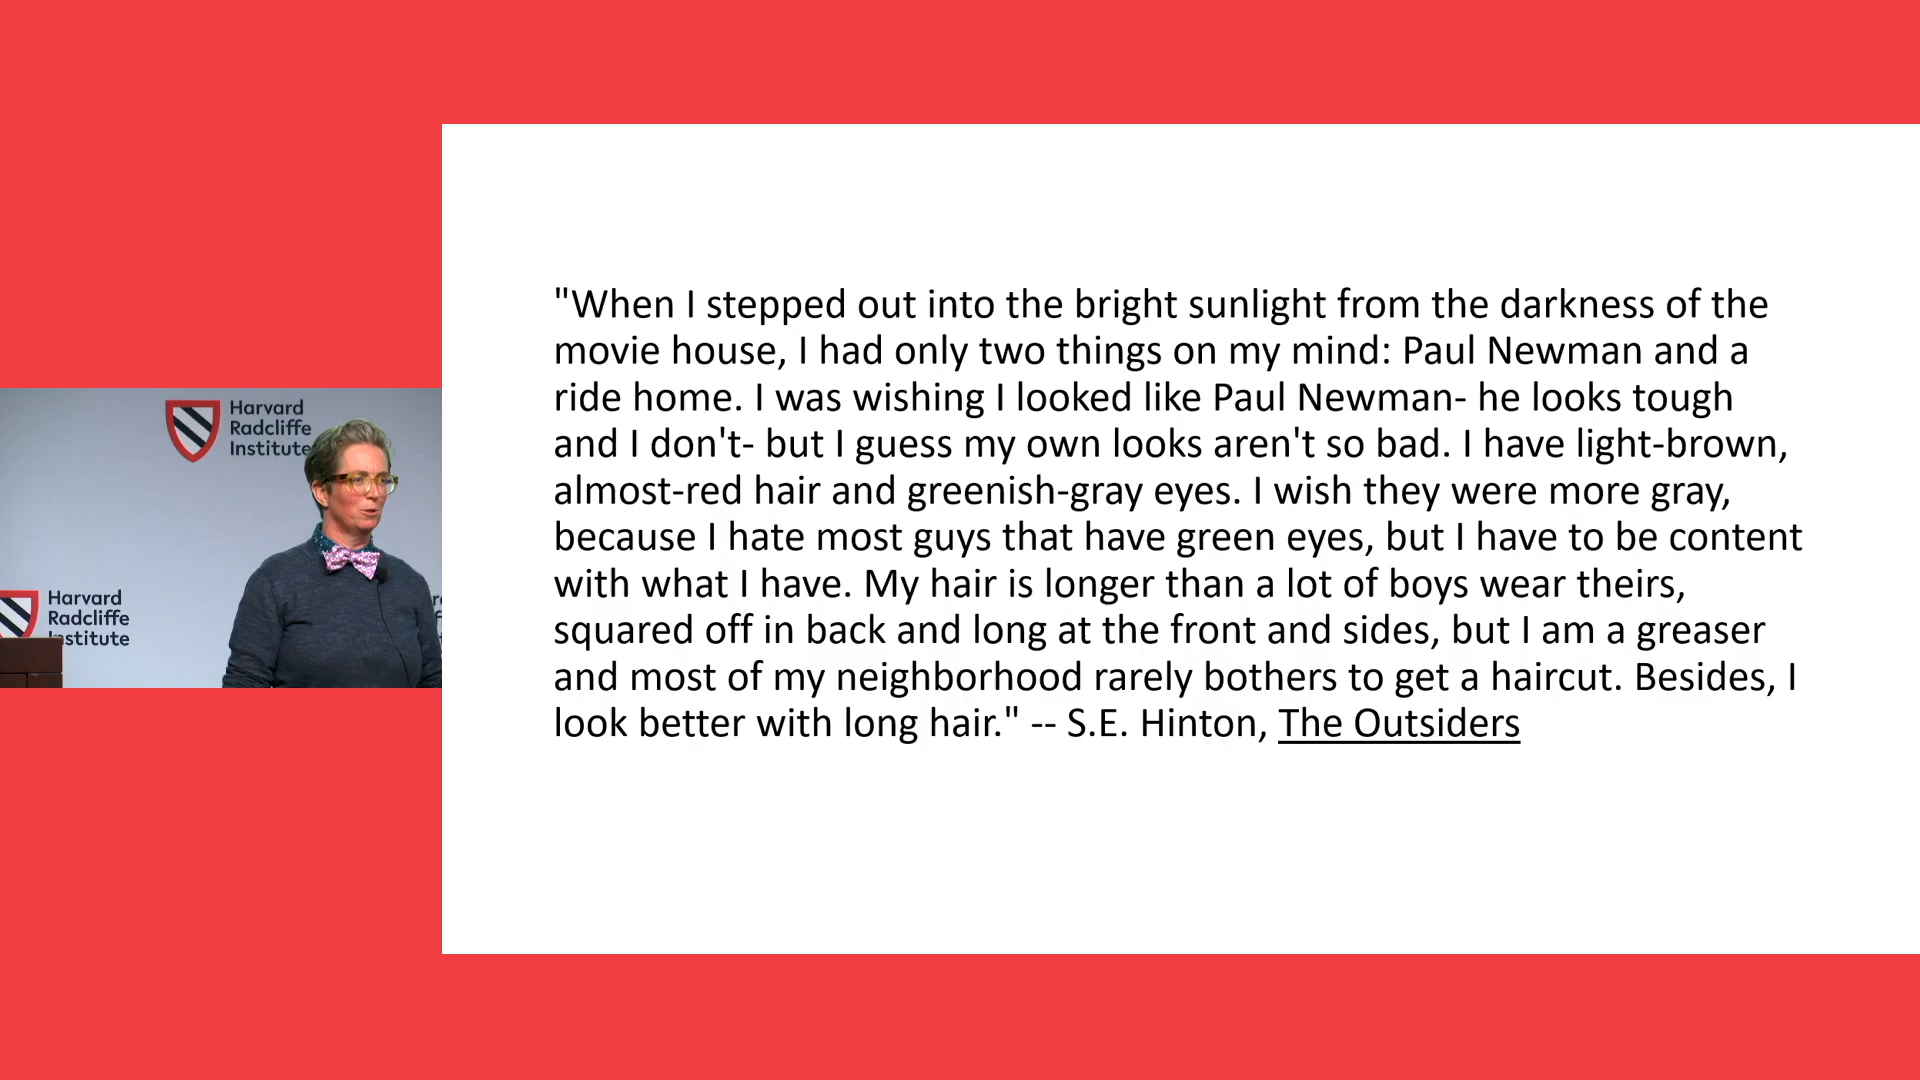 Harvard
Radcliffe
Institute
Harvard
Radcliffe
Institute
"When I stepped out into the bright sunlight from the darkness of the
movie house, I had only two things on my mind: Paul Newman and a
ride home. I was wishing I looked like Paul Newman- he looks tough
and I don't- but I guess my own looks aren't so bad. I have light-brown,
almost-red hair and greenish-gray eyes. I wish they were more gray,
because I hate most guys that have green eyes, but I have to be content
with what I have. My hair is longer than a lot of boys wear theirs,
squared off in back and long at the front and sides, but I am a greaser
and most of my neighborhood rarely bothers to get a haircut. Besides, I
look better with long hair." -- S.E. Hinton, The Outsiders